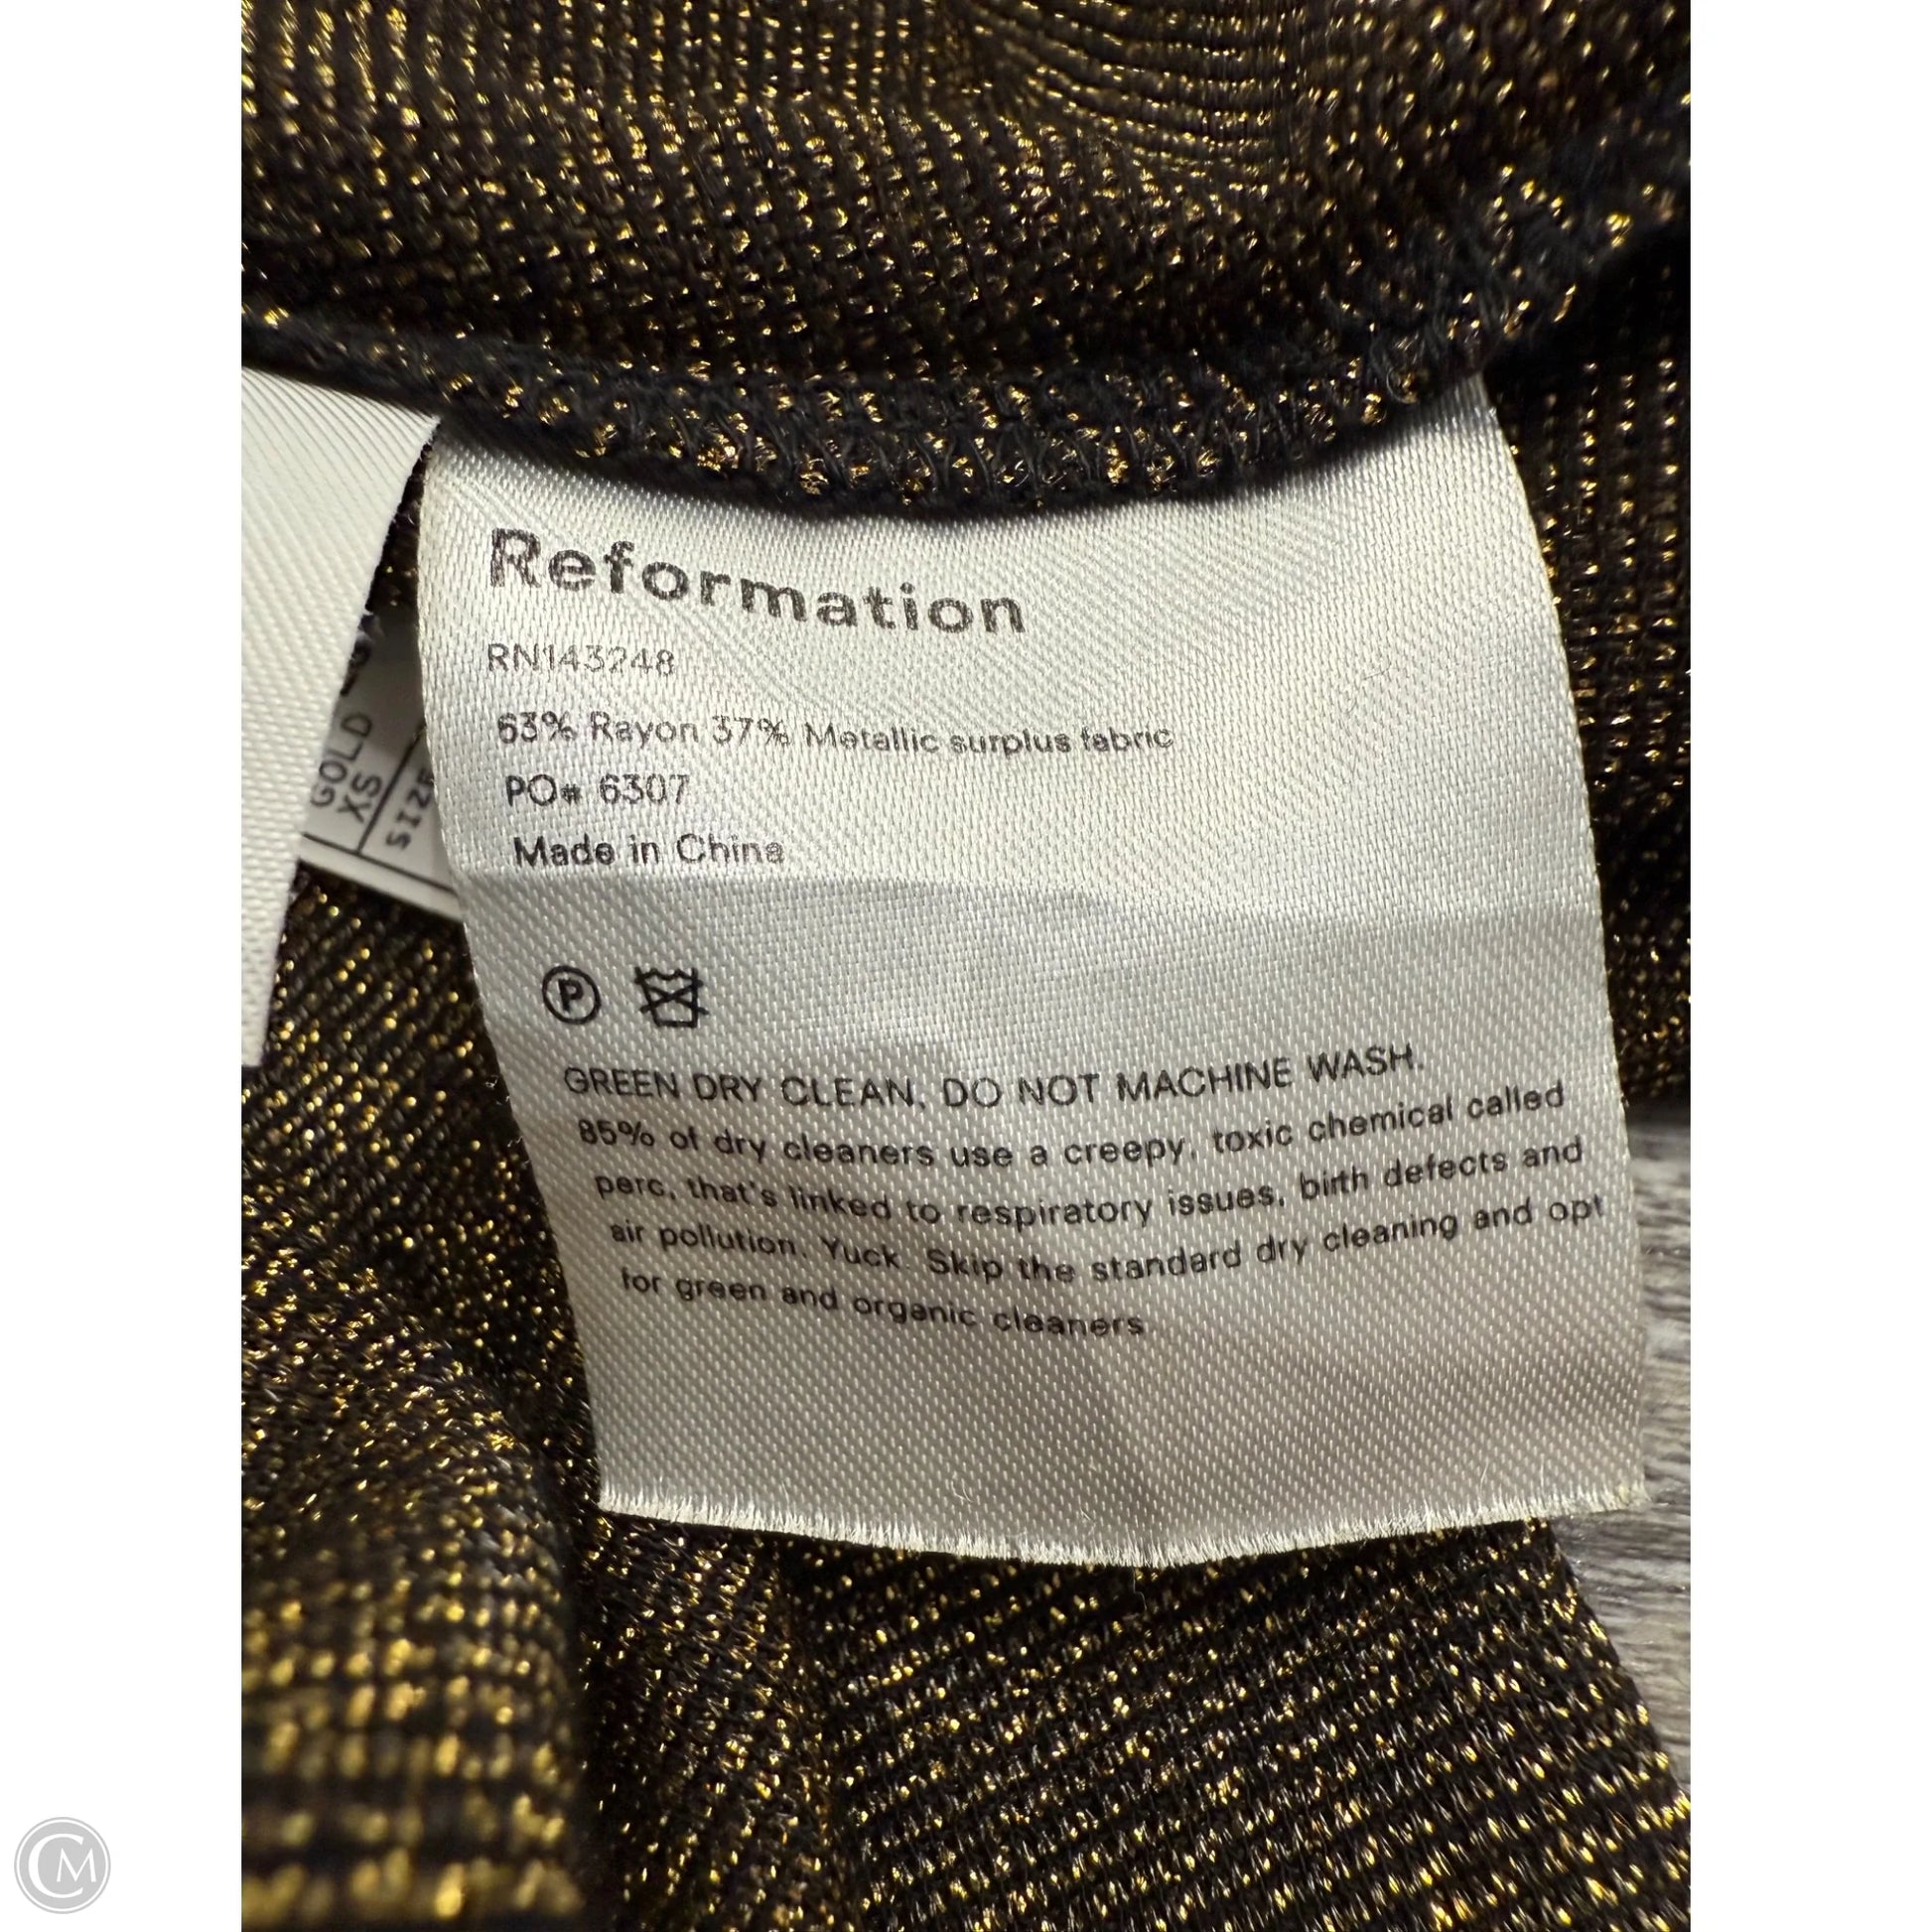 Reformation
RN143248
63% Rayon 37% Metallic surplus fabric
PO# 6307
Made in China
P
GREEN DRY CLEAN, DO NOT MACHINE WASH.
85% of dry cleaners use a creepy, toxic chemical called
perc, that's linked to respiratory issues, birth defects and
air pollution. Yuck. Skip the standard dry cleaning and opt
for green and organic cleaners.
GOLD
XS
SIZE
CM